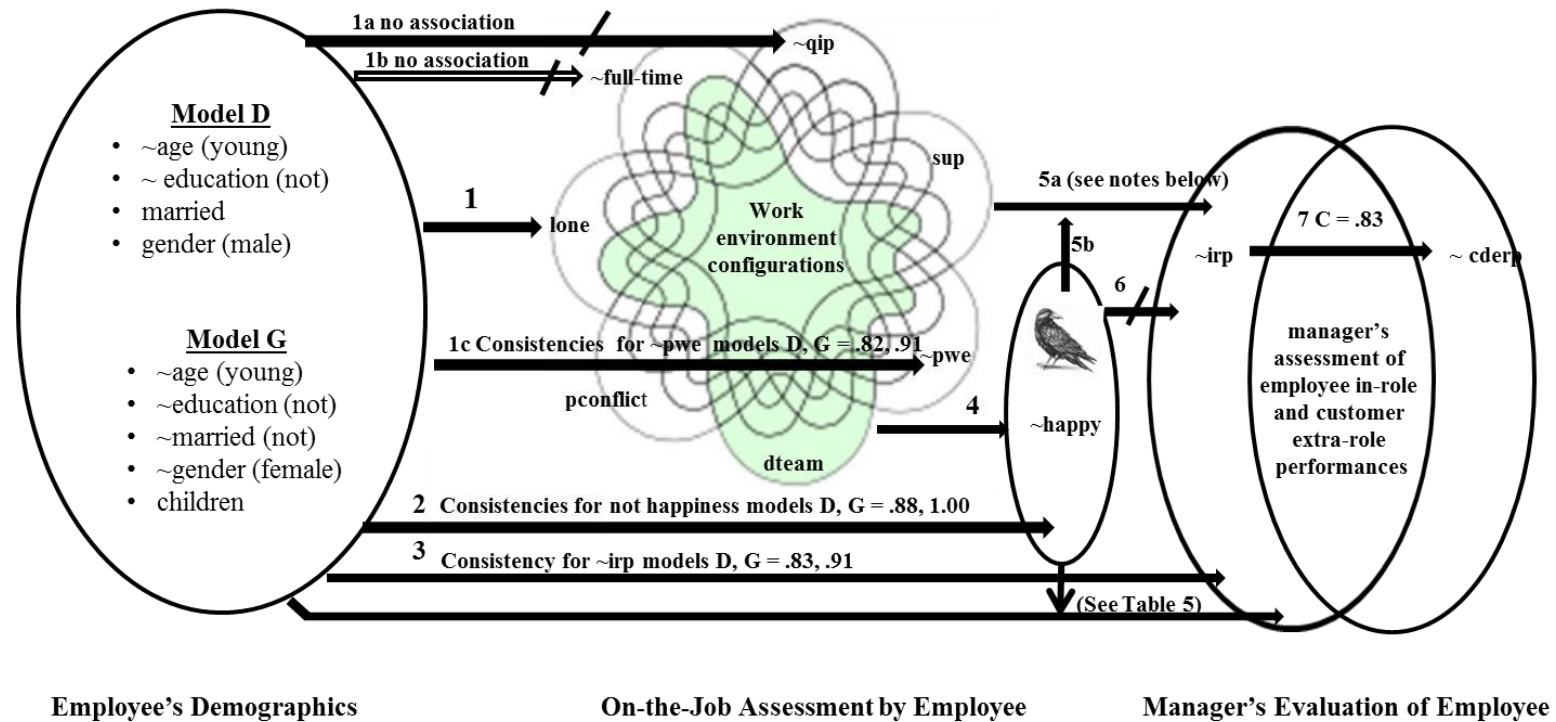 1a no association
~qip
1b no association
~full-time
Model D
• ~age (young)
• ~ education (not)
• married
• gender (male)
1
lone
sup
Work
environment
configurations
5a (see notes below)
5b
7 C = .83
~irp
~ cderp
6
Model G
• ~age (young)
• ~education (not)
• ~married (not)
• ~gender (female)
• children
1c Consistencies for ~pwe models D, G = .82, .91
~pwe
pconflict
dteam
4
~happy
manager’s
assessment of
employee in-role
and customer
extra-role
performances
2 Consistencies for not happiness models D, G = .88, 1.00
3 Consistency for ~irp models D, G = .83, .91
(See Table 5)
Employee’s Demographics
On-the-Job Assessment by Employee
Manager’s Evaluation of Employee